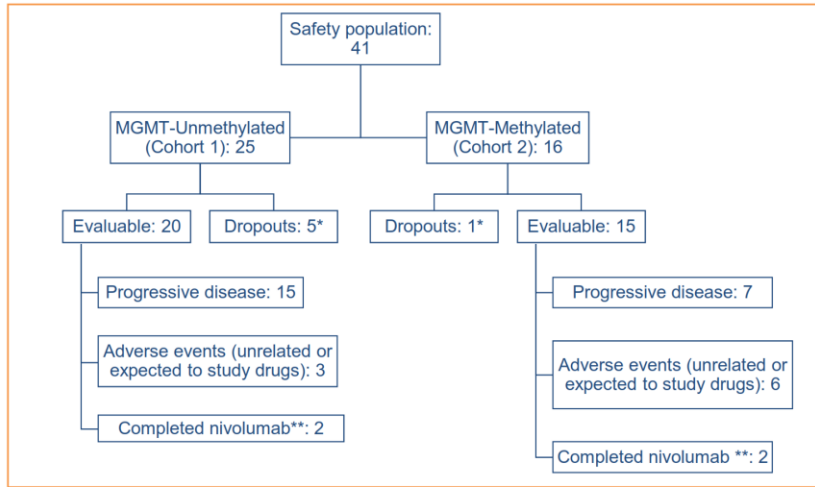 Safety population:
41
MGMT-Unmethylated
(Cohort 1): 25
MGMT-Methylated
(Cohort 2): 16
Evaluable: 20
Dropouts: 5*
Dropouts: 1*
Evaluable: 15
Progressive disease: 15
Progressive disease: 7
Adverse events (unrelated or
expected to study drugs): 3
Adverse events (unrelated or
expected to study drugs): 6
Completed nivolumab**: 2
Completed nivolumab **: 2